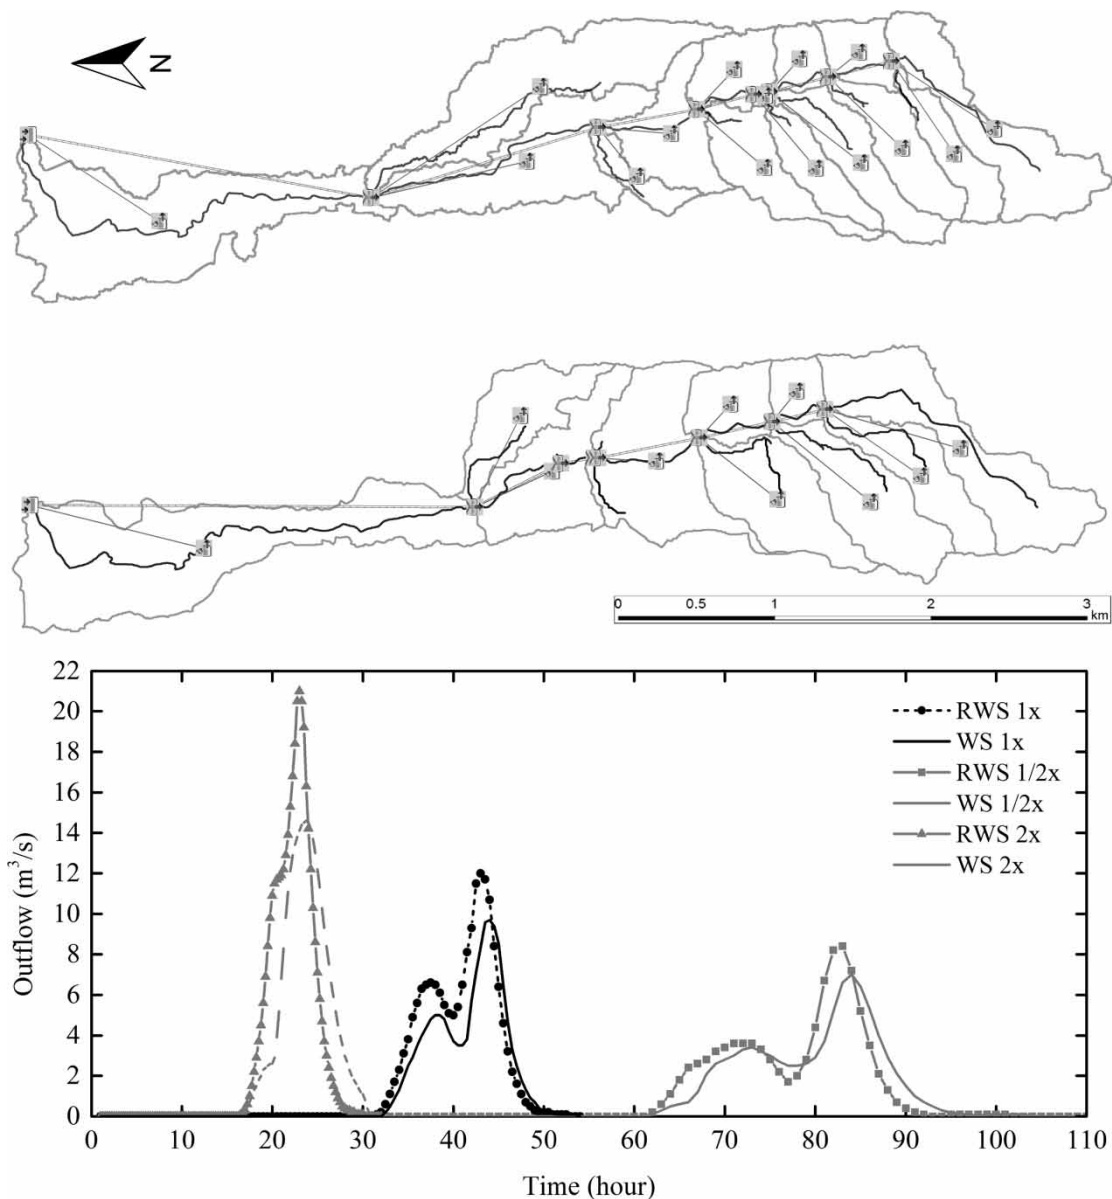 N
0 0.5 1 2 3
km
22
20
18
16
14
12
10
8
6
4
2
0
Outflow (m³/s)
RWS 1x
WS 1x
RWS 1/2x
WS 1/2x
RWS 2x
WS 2x
0 10 20 30 40 50 60 70 80 90 100 110
Time (hour)